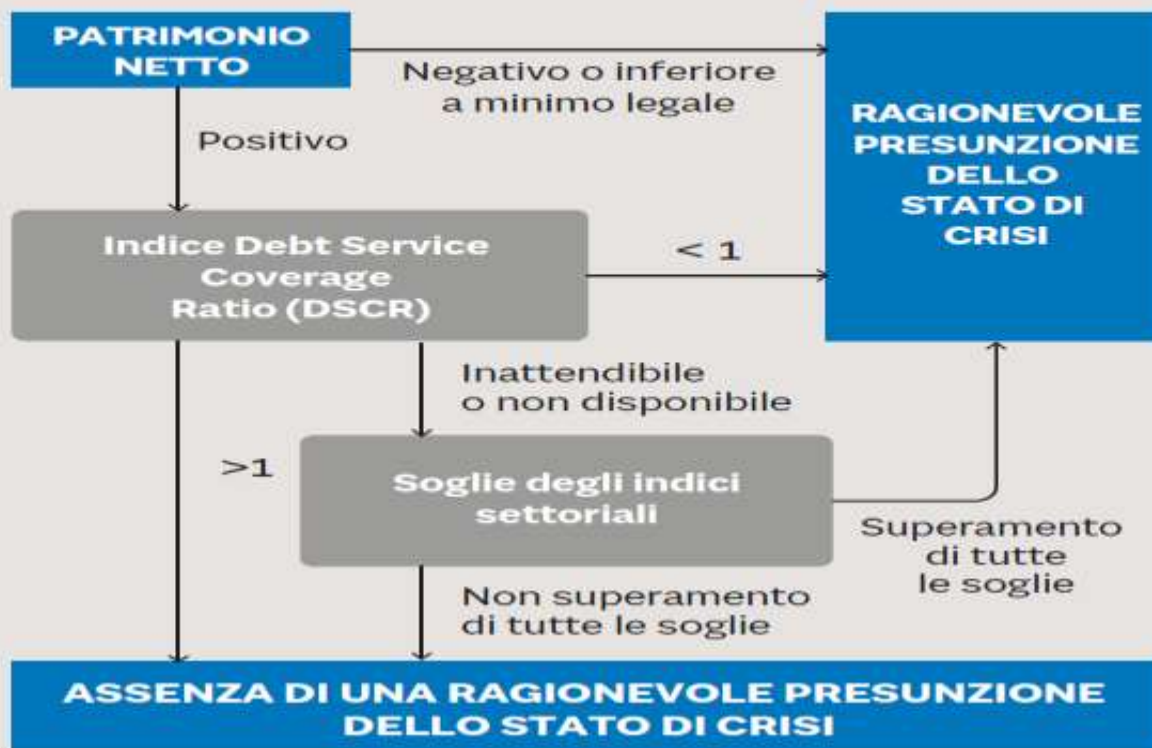 PATRIMONIO
NETTO
Negativo o inferiore
a minimo legale
RAGIONEVOLE
PRESUNZIONE
DELLO
STATO DI
CRISI
Positivo
Indice Debt Service
Coverage
Ratio (DSCR)
< 1
Inattendibile
o non disponibile
>1
Soglie degli indici
settoriali
Superamento
di tutte
le soglie
Non superamento
di tutte le soglie
ASSENZA DI UNA RAGIONEVOLE PRESUNZIONE
DELLO STATO DI CRISI